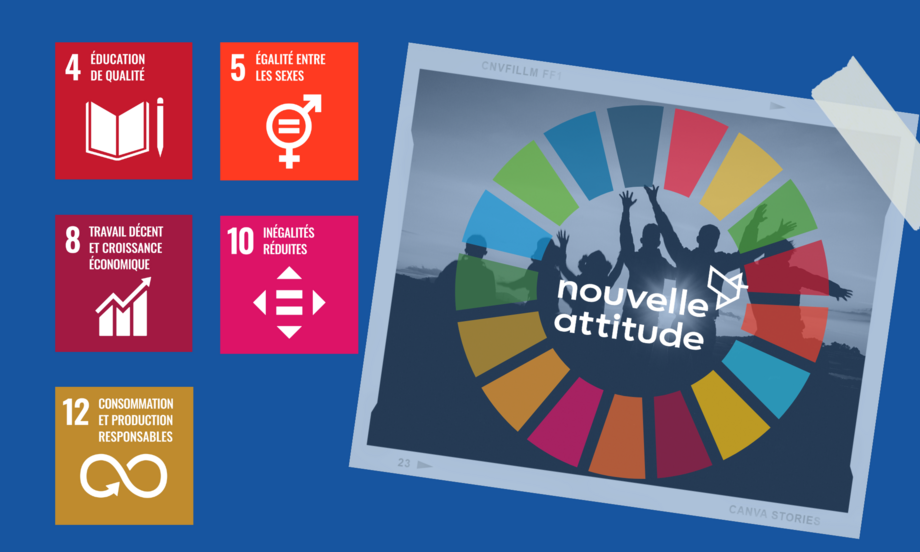 4 ÉDUCATION
DE QUALITÉ
5 ÉGALITÉ ENTRE
LES SEXES
8 TRAVAIL DÉCENT
ET CROISSANCE
ÉCONOMIQUE
10 INÉGALITÉS
RÉDUITES
12 CONSOMMATION
ET PRODUCTION
RESPONSABLES
CNVFILLM FF1
nouvelle
attitude
23
CANVA STORIES